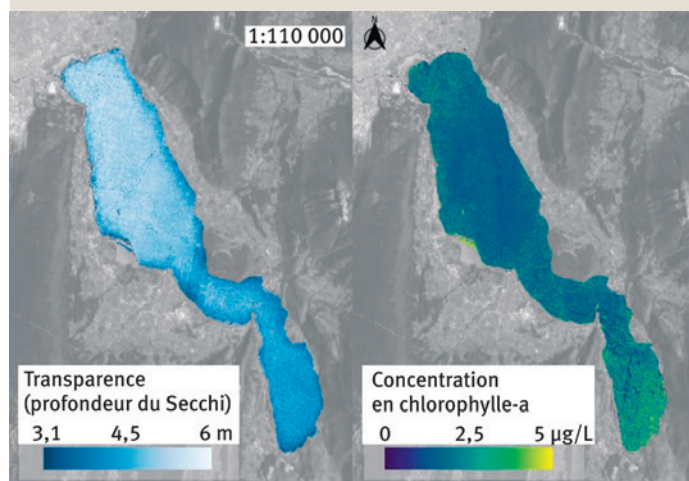 1:110 000
N
Transparence
(profondeur du Secchi)
3,1 4,5 6 m
Concentration
en chlorophylle-a
0 2,5 5 µg/L